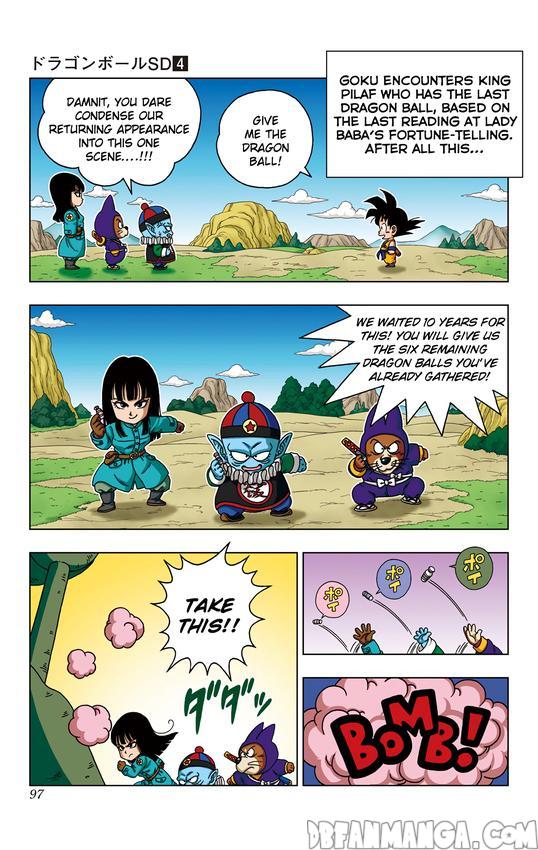 ドラゴンボールSD4
GOKU ENCOUNTERS KING
PILAF WHO HAS THE LAST
DRAGON BALL, BASED ON
THE LAST READING AT LADY
BABA'S FORTUNE-TELLING.
AFTER ALL THIS...
DAMNIT, YOU DARE
CONDENSE OUR
RETURNING APPEARANCE
INTO THIS ONE
SCENE....!!!
GIVE
ME THE
DRAGON
BALL!
WE WAITED 10 YEARS FOR
THIS! YOU WILL GIVE US
THE SIX REMAINING
DRAGON BALLS YOU'VE
ALREADY GATHERED!
TAKE
THIS!!
ダダダッ
ポイ
ポイ
ポイ
BOMB!
97
DBFANMANGA.COM